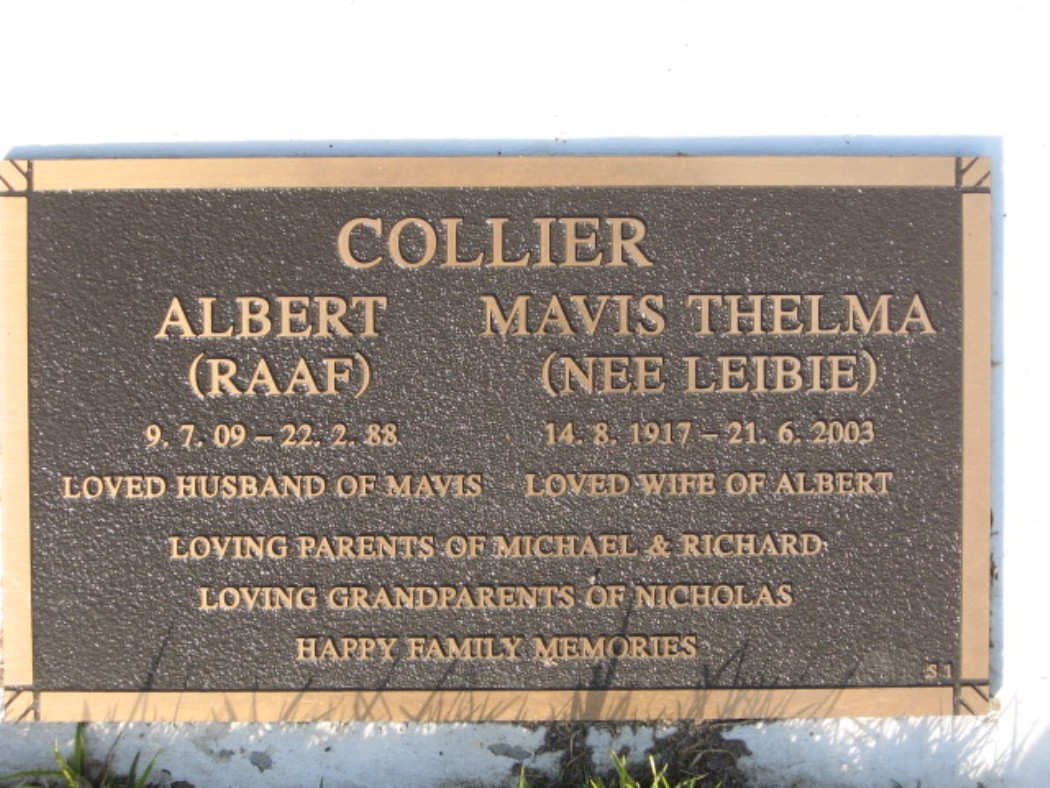 COLLIER
ALBERT MAVIS THELMA
(RAAF) (NEE LEIBIE)
9. 7. 09 – 22. 2. 88 14. 8. 1917 – 21. 6. 2003
LOVED HUSBAND OF MAVIS LOVED WIFE OF ALBERT
LOVING PARENTS OF MICHAEL & RICHARD
LOVING GRANDPARENTS OF NICHOLAS
HAPPY FAMILY MEMORIES
S 1